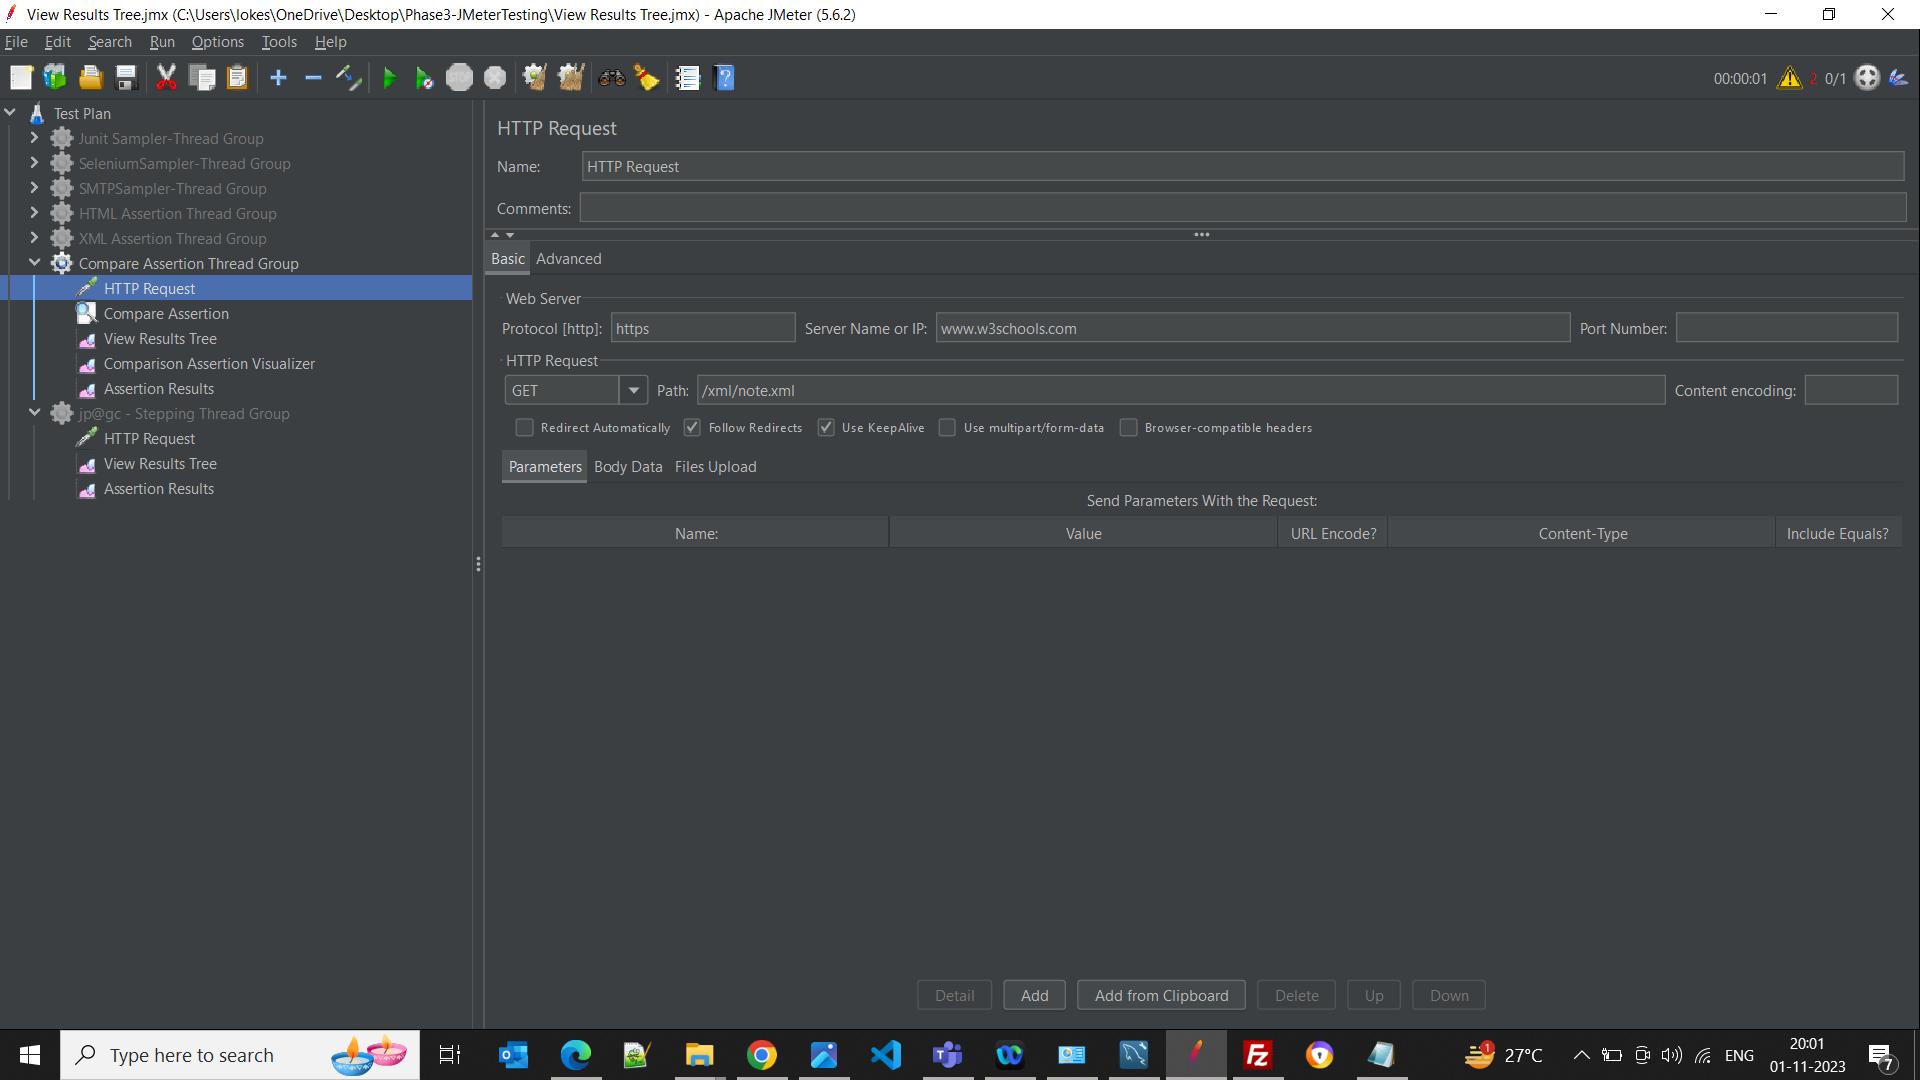 View Results Tree.jmx (C:\Users\lokes\OneDrive\Desktop\Phase3-JMeterTesting\View Results Tree.jmx) - Apache JMeter (5.6.2)
File Edit Search Run Options Tools Help
STOP
00:00:01 2 0/1
Test Plan
Junit Sampler-Thread Group
SeleniumSampler-Thread Group
SMTPSampler-Thread Group
HTML Assertion Thread Group
XML Assertion Thread Group
Compare Assertion Thread Group
HTTP Request
Compare Assertion
View Results Tree
Comparison Assertion Visualizer
Assertion Results
jp@gc - Stepping Thread Group
HTTP Request
View Results Tree
Assertion Results
HTTP Request
Name: HTTP Request
Comments:
Basic Advanced
Web Server
Protocol [http]: https Server Name or IP: www.w3schools.com Port Number:
HTTP Request
GET Path: /xml/note.xml Content encoding:
Redirect Automatically Follow Redirects Use KeepAlive Use multipart/form-data Browser-compatible headers
Parameters Body Data Files Upload
Send Parameters With the Request:
Name: Value URL Encode? Content-Type Include Equals?
Detail Add Add from Clipboard Delete Up Down
Type here to search
1 27°C ENG 20:01
01-11-2023
7